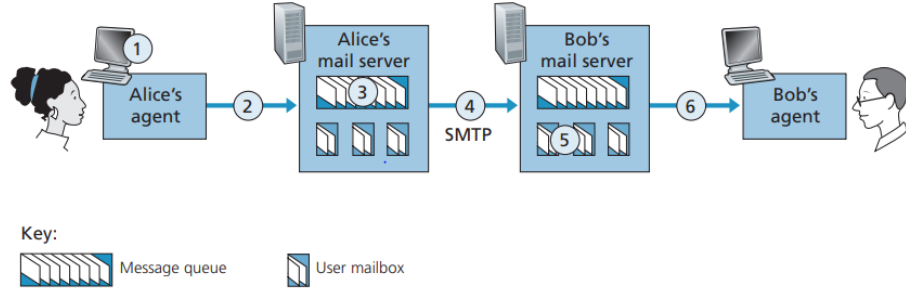 1
Alice's
agent
2
Alice's
mail server
3
4
SMTP
Bob's
mail server
5
6
Bob's
agent
Key:
Message queue
User mailbox